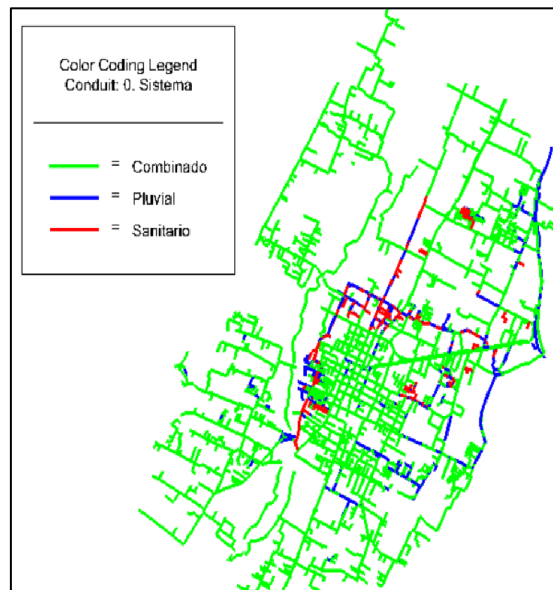 Color Coding Legend
Conduit: 0. Sistema
= Combinado
= Pluvial
= Sanitario